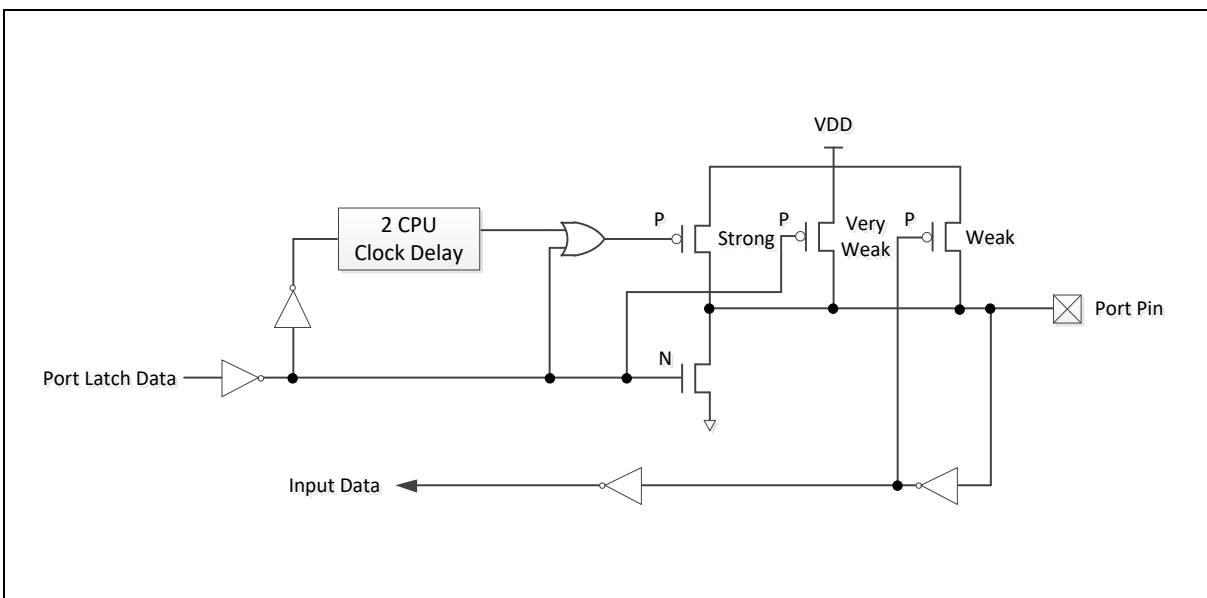 VDD
2 CPU
Clock Delay
P
Strong
P
Very
Weak
P
Weak
Port Pin
N
Port Latch Data
Input Data